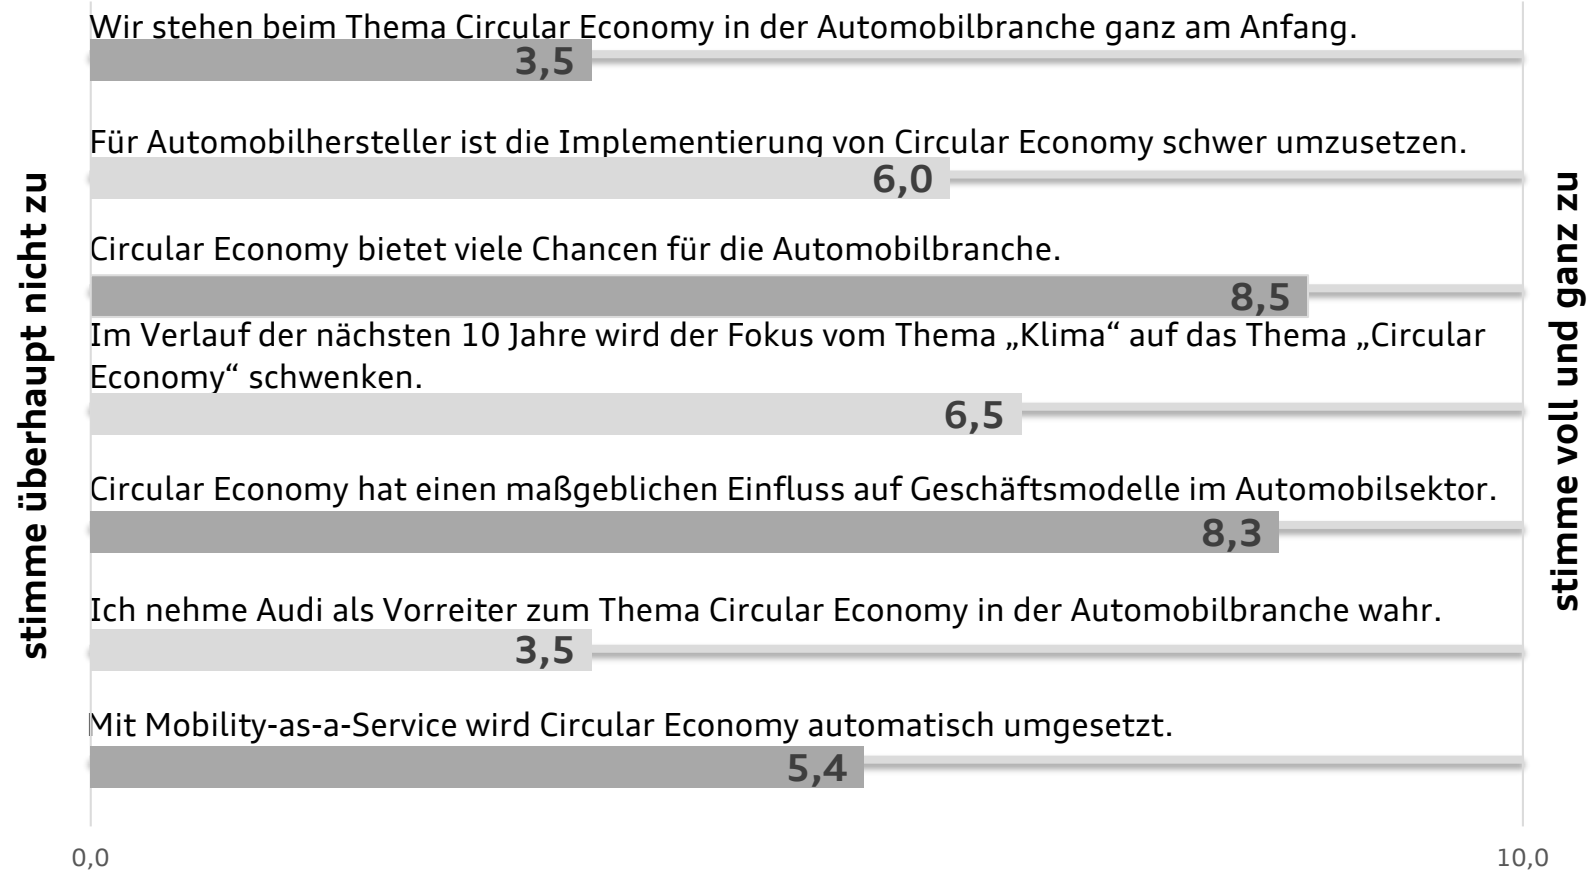 Wir stehen beim Thema Circular Economy in der Automobilbranche ganz am Anfang.
3,5
Für Automobilhersteller ist die Implementierung von Circular Economy schwer umzusetzen.
6,0
Circular Economy bietet viele Chancen für die Automobilbranche.
8,5
Im Verlauf der nächsten 10 Jahre wird der Fokus vom Thema „Klima“ auf das Thema „Circular
Economy“ schwenken.
6,5
Circular Economy hat einen maßgeblichen Einfluss auf Geschäftsmodelle im Automobilsektor.
8,3
Ich nehme Audi als Vorreiter zum Thema Circular Economy in der Automobilbranche wahr.
3,5
Mit Mobility-as-a-Service wird Circular Economy automatisch umgesetzt.
5,4
stimme überhaupt nicht zu
stimme voll und ganz zu
0,0
10,0